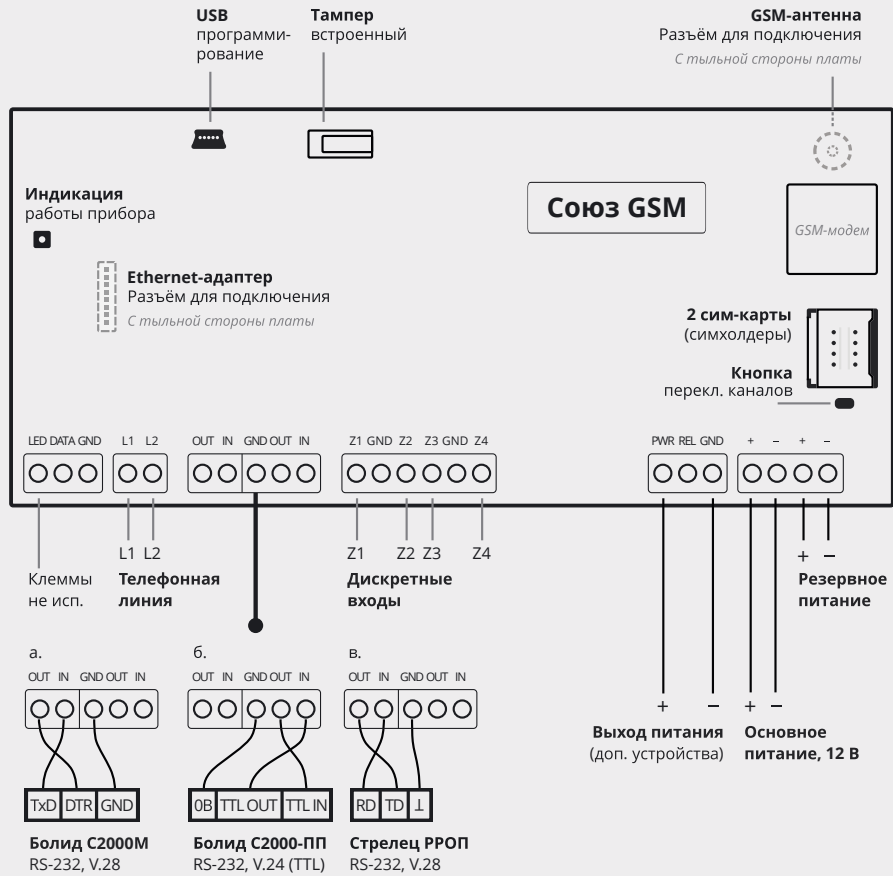 USB
программи-
рование
Тампер
встроенный
GSM-антенна
Разъём для подключения
С тыльной стороны платы
Индикация
работы прибора
Союз GSM
GSM-модем
Ethernet-адаптер
Разъём для подключения
С тыльной стороны платы
2 сим-карты
(симхолдеры)
Кнопка
перекл. каналов
LED DATA GND L1 L2 OUT IN GND OUT IN Z1 GND Z2 Z3 GND Z4 PWR REL GND + – + –
L1 L2 Z1 Z2 Z3 Z4 + –
Клеммы
не исп.
Телефонная
линия
Дискретные
входы
Резервное
питание
+ – + –
Выход питания
(доп. устройства)
Основное
питание, 12 В
а.
OUT IN GND OUT IN
TxD DTR GND
Болид С2000М
RS-232, V.28
б.
OUT IN GND OUT IN
0В TTL OUT TTL IN
Болид С2000-ПП
RS-232, V.24 (TTL)
в.
OUT IN GND OUT IN
RD TD ⊥
Стрелец РРОП
RS-232, V.28